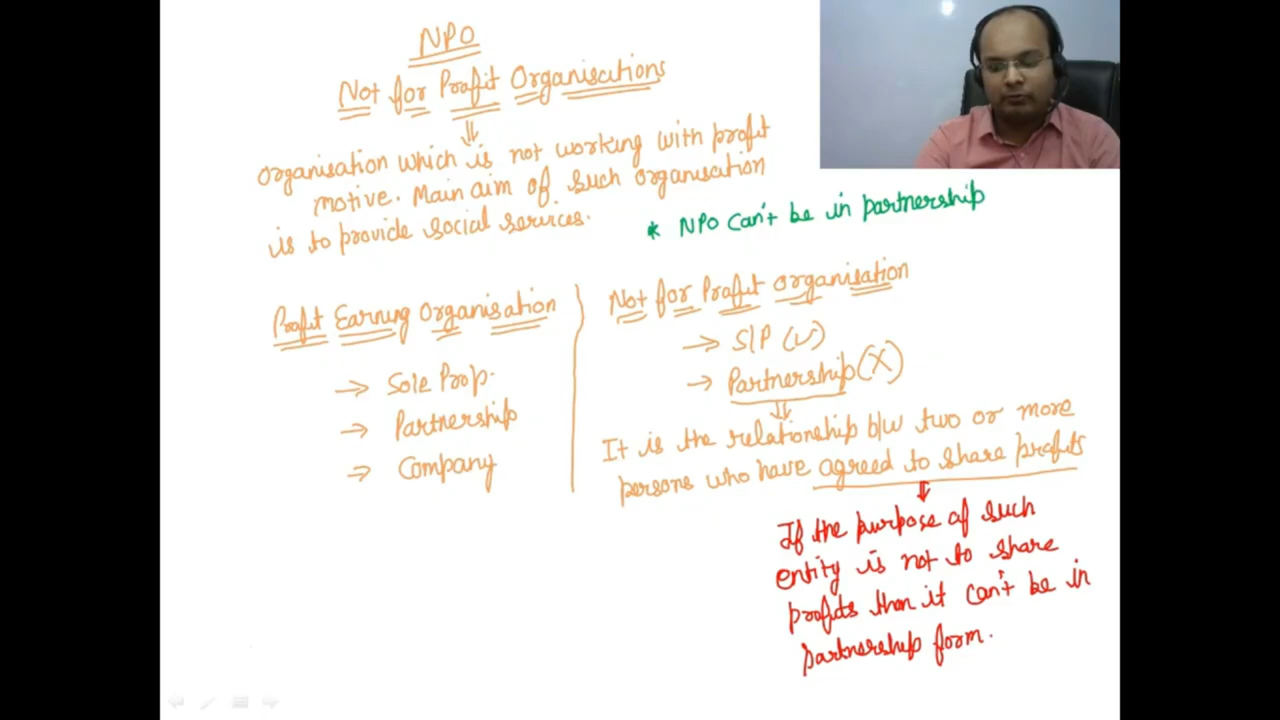 NPO
Not for Profit Organisations
⇓
organisation which is not working with profit
motive. Main aim of such organisation
is to provide social services.
* NPO Can't be in partnership
Profit Earning Organisation
→ Sole Prop.
→ Partnership
→ Company
Not for Profit organisation
→ S/P (✓)
→ Partnership (X)
⇓
It is the relationship b/w two or more
persons who have agreed to share profits
↓
If the purpose of such
entity is not to share
profits then it can't be in
partnership form.